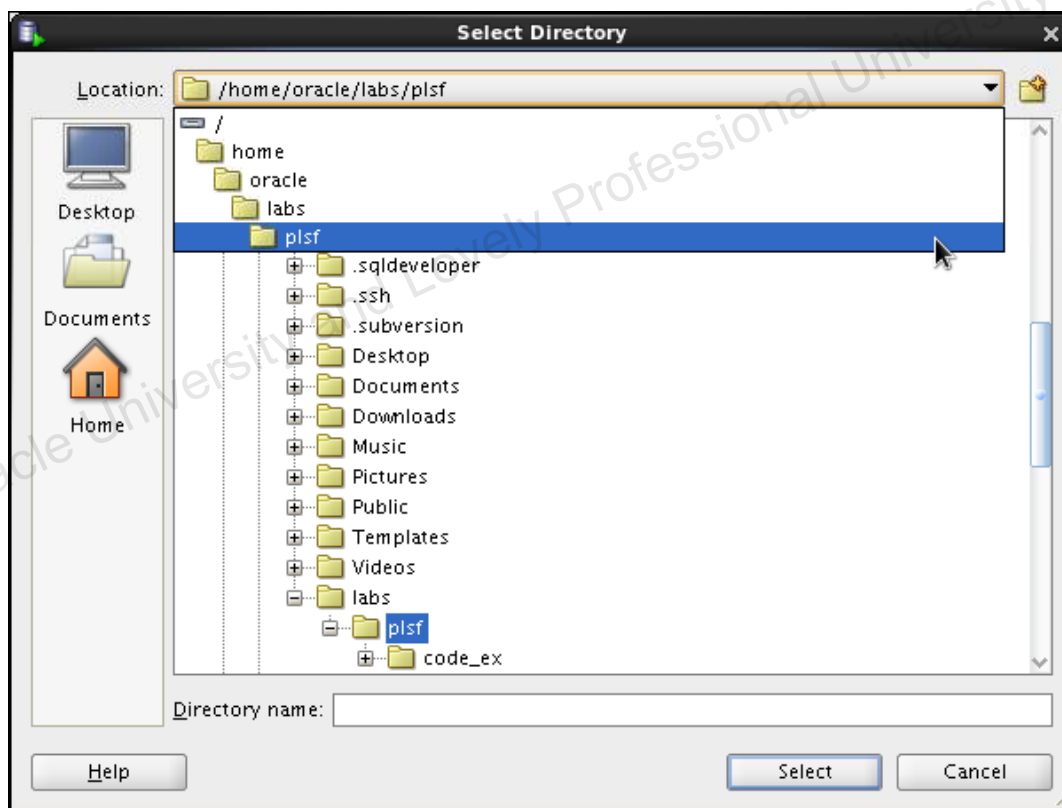 Select Directory
Location: /home/oracle/labs/plsf
/
home
oracle
labs
plsf
Desktop
Documents
Home
.sqldeveloper
.ssh
.subversion
Desktop
Documents
Downloads
Music
Pictures
Public
Templates
Videos
labs
plsf
code_ex
Directory name:
Help
Select
Cancel
University and Lovely Professional University